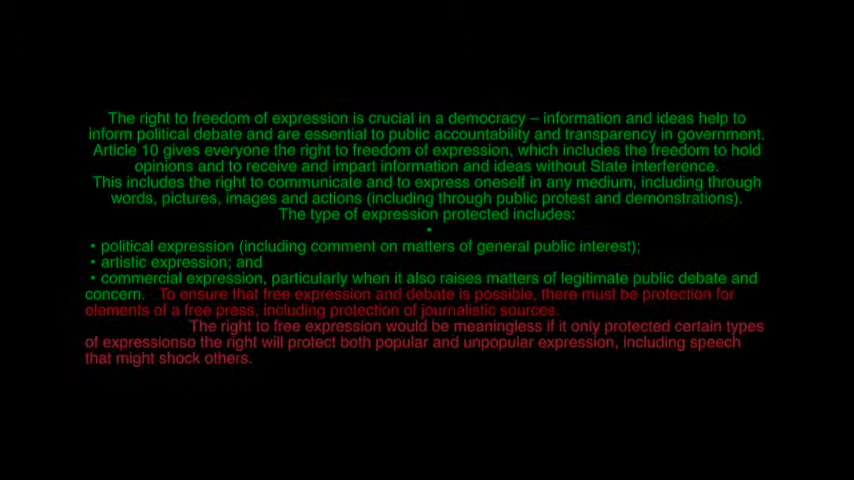 The right to freedom of expression is crucial in a democracy – information and ideas help to
inform political debate and are essential to public accountability and transparency in government.
Article 10 gives everyone the right to freedom of expression, which includes the freedom to hold
opinions and to receive and impart information and ideas without State interference.
This includes the right to communicate and to express oneself in any medium, including through
words, pictures, images and actions (including through public protest and demonstrations).
The type of expression protected includes:
•
• political expression (including comment on matters of general public interest);
• artistic expression; and
• commercial expression, particularly when it also raises matters of legitimate public debate and
concern. To ensure that free expression and debate is possible, there must be protection for
elements of a free press, including protection of journalistic sources.
The right to free expression would be meaningless if it only protected certain types
of expressionso the right will protect both popular and unpopular expression, including speech
that might shock others.